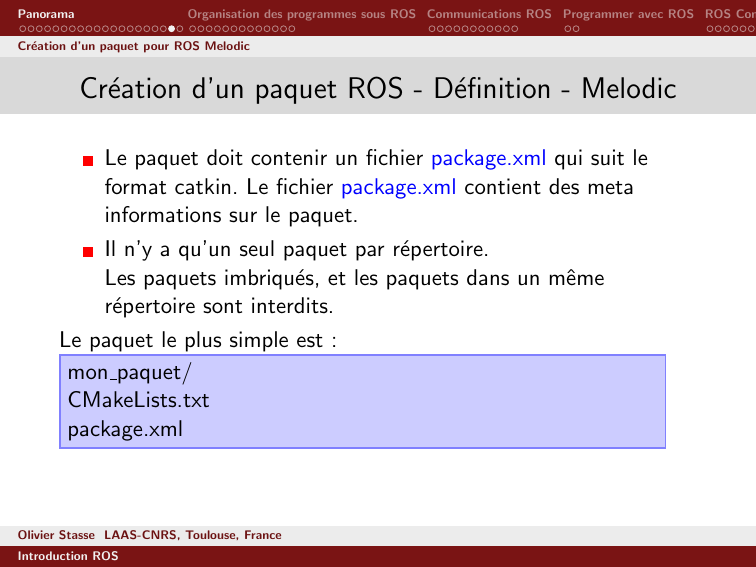 Panorama
Organisation des programmes sous ROS
Communications ROS
Programmer avec ROS
ROS Con
Création d'un paquet pour ROS Melodic
Création d'un paquet ROS - Définition - Melodic
Le paquet doit contenir un fichier package.xml qui suit le
format catkin. Le fichier package.xml contient des meta
informations sur le paquet.
Il n'y a qu'un seul paquet par répertoire.
Les paquets imbriqués, et les paquets dans un même
répertoire sont interdits.
Le paquet le plus simple est :
mon_paquet/
CMakeLists.txt
package.xml
Olivier Stasse LAAS-CNRS, Toulouse, France
Introduction ROS